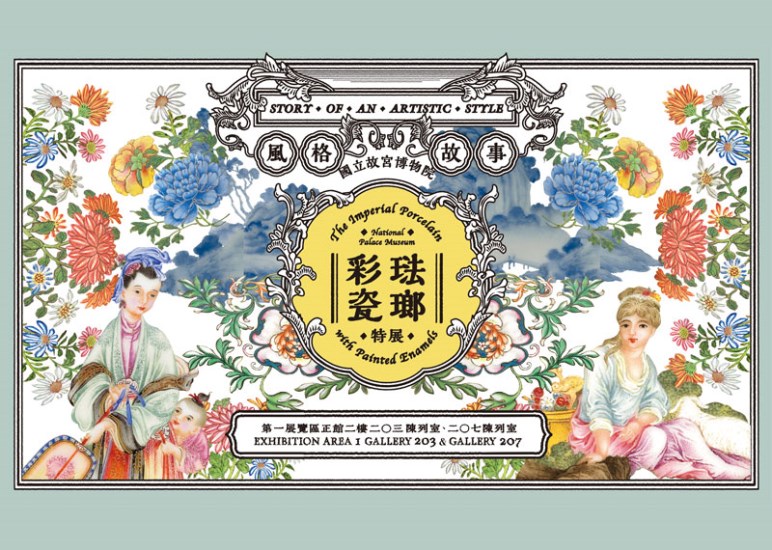 STORY • OF • AN • ARTISTIC • STYLE
風格故事
國立故宮博物院
The Imperial Porcelain
• National •
Palace Museum
琺瑯
彩瓷
•特展•
with Painted Enamels
第一展覽區正館二樓二〇三陳列室、二〇七陳列室
EXHIBITION AREA 1 GALLERY 203 & GALLERY 207